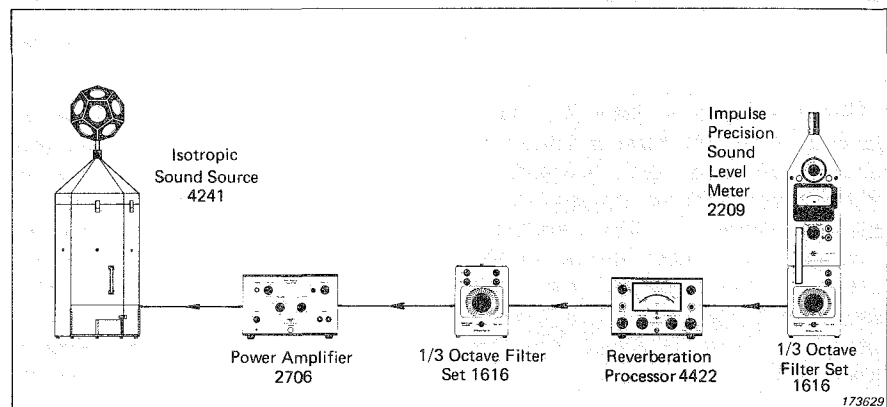 Isotropic
Sound Source
4241
Power Amplifier
2706
1/3 Octave Filter
Set 1616
Reverberation
Processor 4422
Impulse
Precision
Sound
Level
Meter
2209
1/3 Octave
Filter Set
1616
173629